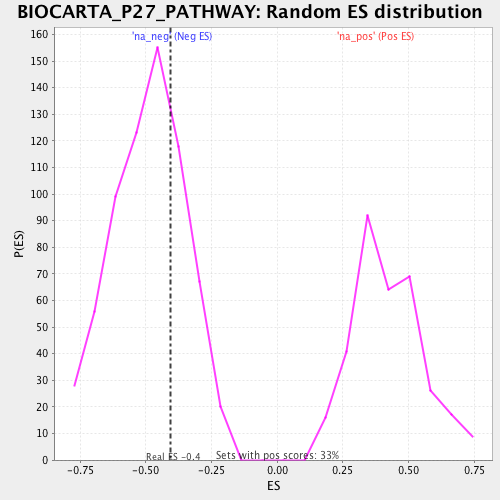 BIOCARTA_P27_PATHWAY: Random ES distribution
'na_neg' (Neg ES)
'na_pos' (Pos ES)
160
150
140
130
120
110
100
90
80
70
60
50
40
30
20
10
0
P(ES)
Real ES -0.4
Sets with pos scores: 33%
-0.75 -0.50 -0.25 0.00 0.25 0.50 0.75
ES